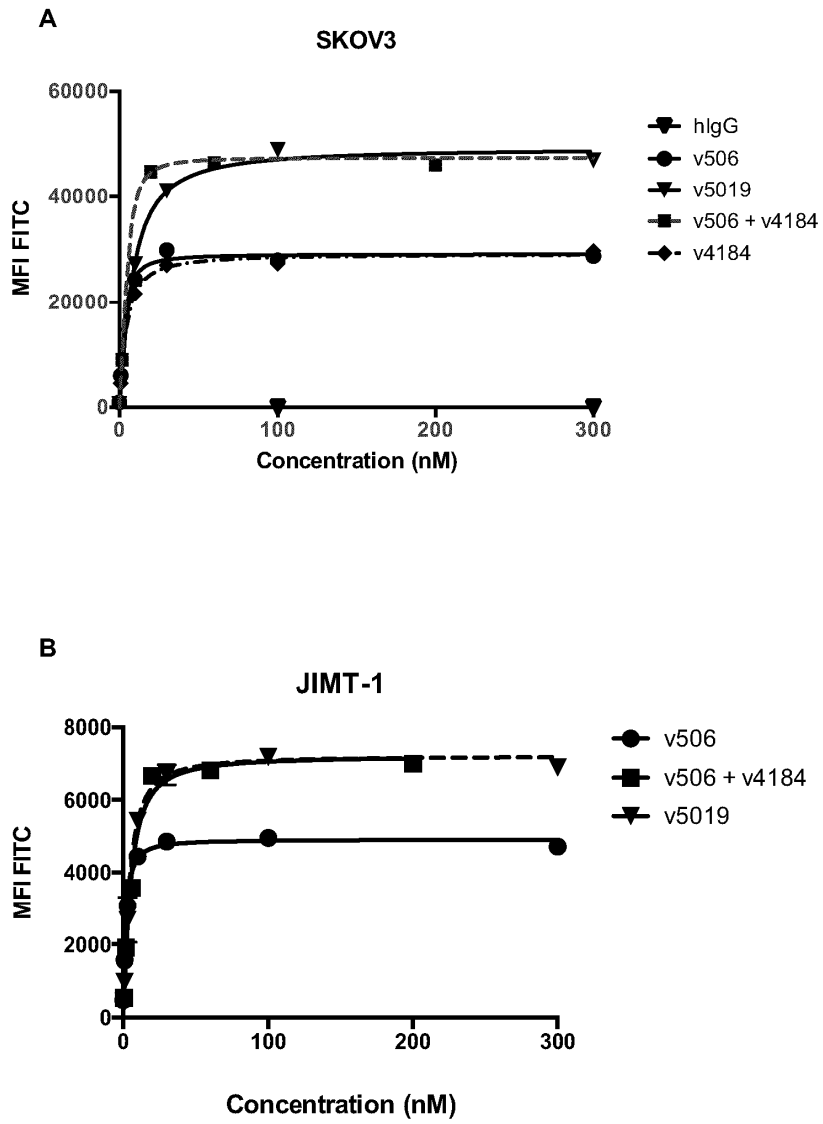 A
SKOV3
60000
40000
20000
0
MFI FITC
0 100 200 300
Concentration (nM)
hIgG
v506
v5019
v506 + v4184
v4184
B
JIMT-1
8000
6000
4000
2000
0
MFI FITC
0 100 200 300
Concentration (nM)
v506
v506 + v4184
v5019